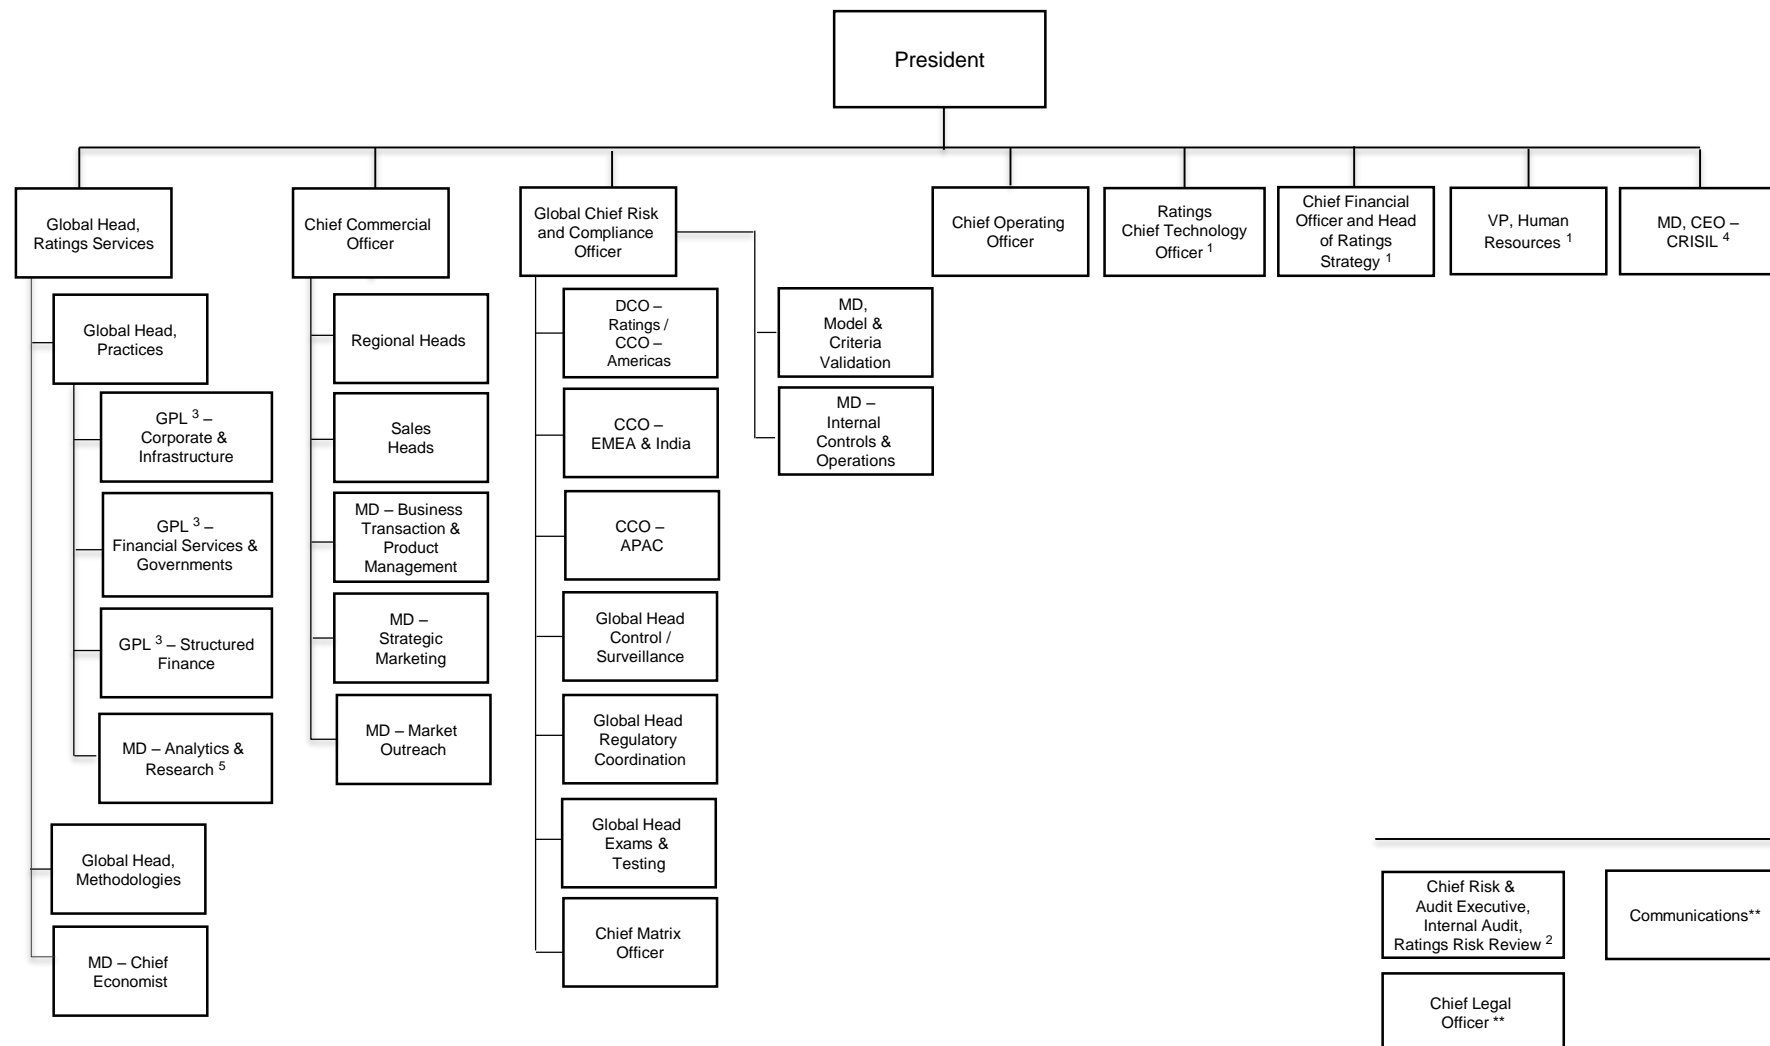 President
Global Head,
Ratings Services
Chief Commercial
Officer
Global Chief Risk
and Compliance
Officer
Chief Operating
Officer
Ratings
Chief Technology
Officer 1
Chief Financial
Officer and Head
of Ratings
Strategy 1
VP, Human
Resources 1
MD, CEO –
CRISIL 4
Global Head,
Practices
GPL 3 –
Corporate &
Infrastructure
GPL 3 –
Financial Services &
Governments
GPL 3 – Structured
Finance
MD – Analytics &
Research 5
Global Head,
Methodologies
MD – Chief
Economist
Regional Heads
Sales
Heads
MD – Business
Transaction &
Product
Management
MD –
Strategic
Marketing
MD – Market
Outreach
DCO –
Ratings /
CCO –
Americas
CCO –
EMEA & India
CCO –
APAC
Global Head
Control /
Surveillance
Global Head
Regulatory
Coordination
Global Head
Exams &
Testing
Chief Matrix
Officer
MD,
Model &
Criteria
Validation
MD –
Internal
Controls &
Operations
Chief Risk &
Audit Executive,
Internal Audit,
Ratings Risk Review 2
Communications**
Chief Legal
Officer **